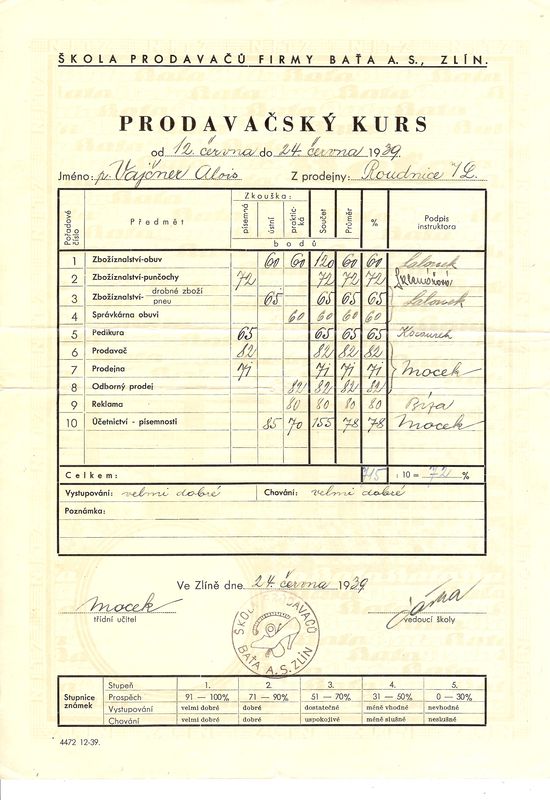 ŠKOLA PRODAVAČŮ FIRMY BAŤA A. S., ZLÍN.
PRODAVAČSKÝ KURS
od 12. června do 24. června 1939.
Jméno: p. Vajčner Alois Z prodejny: Roudnice
Pořadové číslo Předmět Zkouška: písemná ústní praktická Součet Průměr % Podpis instruktora
bodů
1 Zbožíznalství-obuv 60 60 120 60 60
2 Zbožíznalství-punčochy 72 72 72 72
3 Zbožíznalství- drobné zboží pneu 65 65 65 65
4 Správkárna obuvi 60 60 60 60
5 Pedikura 65 65 65 65
6 Prodavač 82 82 82 82
7 Prodejna 71 71 71 71 Mocek
8 Odborný prodej 82 82 82 82
9 Reklama 80 80 80 80
10 Účetnictví - písemnosti 85 70 155 78 78 Mocek
Celkem: 715 : 10 = 72 %
Vystupování: velmi dobré Chování: velmi dobré
Poznámka:
Ve Zlíně dne 24. června 1939
Mocek
třídní učitel
vedoucí školy
ŠKOLA PRODAVAČŮ
BAŤA A. S. ZLÍN
Stupnice známek
Stupeň 1. 2. 3. 4. 5.
Prospěch 91 — 100% 71 — 90% 51 — 70% 31 — 50% 0 — 30%
Vystupování velmi dobré dobré dostatečné méně vhodné nevhodné
Chování velmi dobré dobré uspokojivé méně slušné neslušné
4472 12-39.